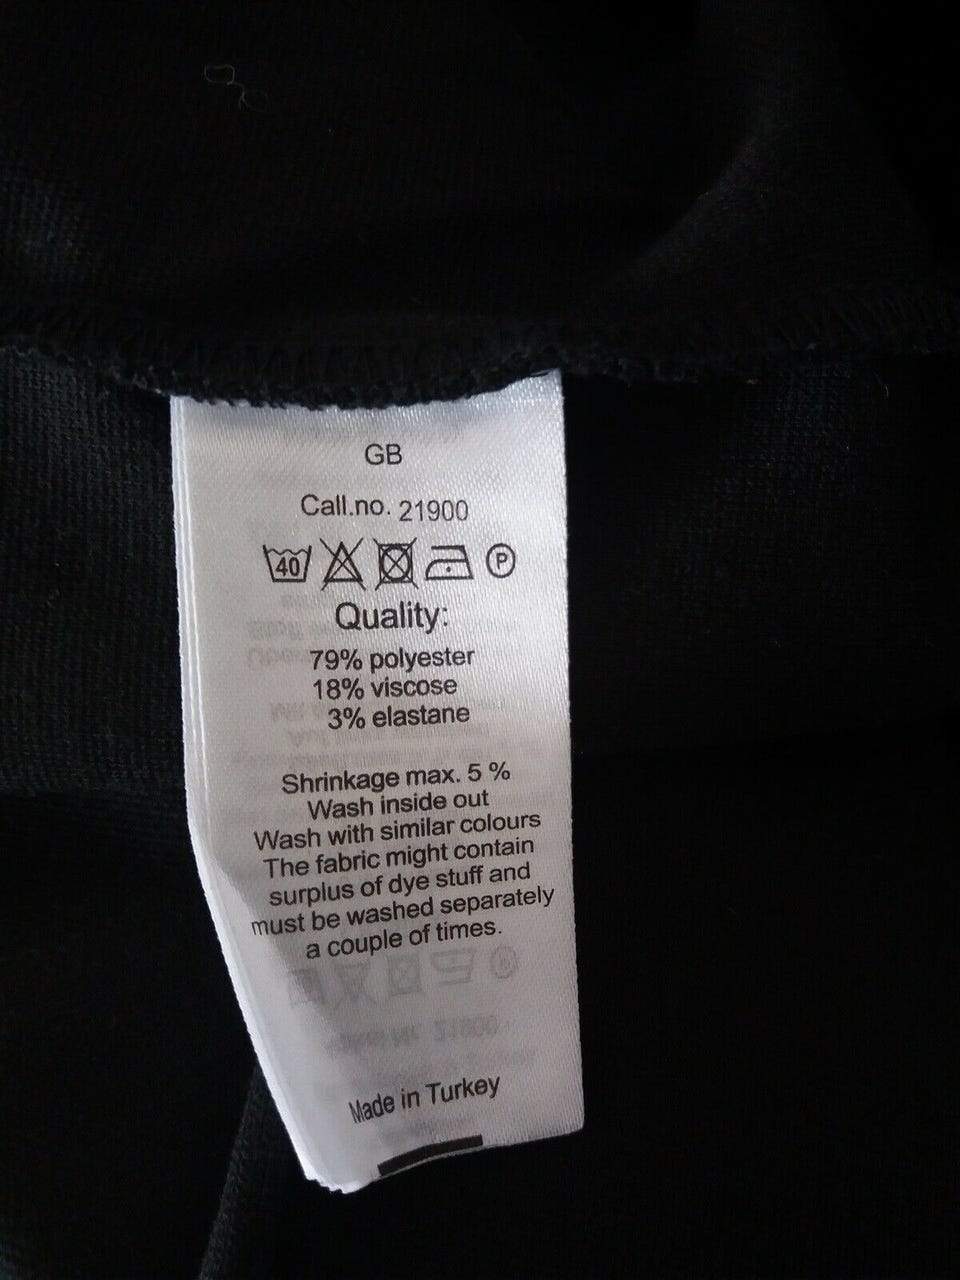 GB
Call.no. 21900
40 P
Quality:
79% polyester
18% viscose
3% elastane
Shrinkage max. 5 %
Wash inside out
Wash with similar colours
The fabric might contain
surplus of dye stuff and
must be washed separately
a couple of times.
Made in Turkey